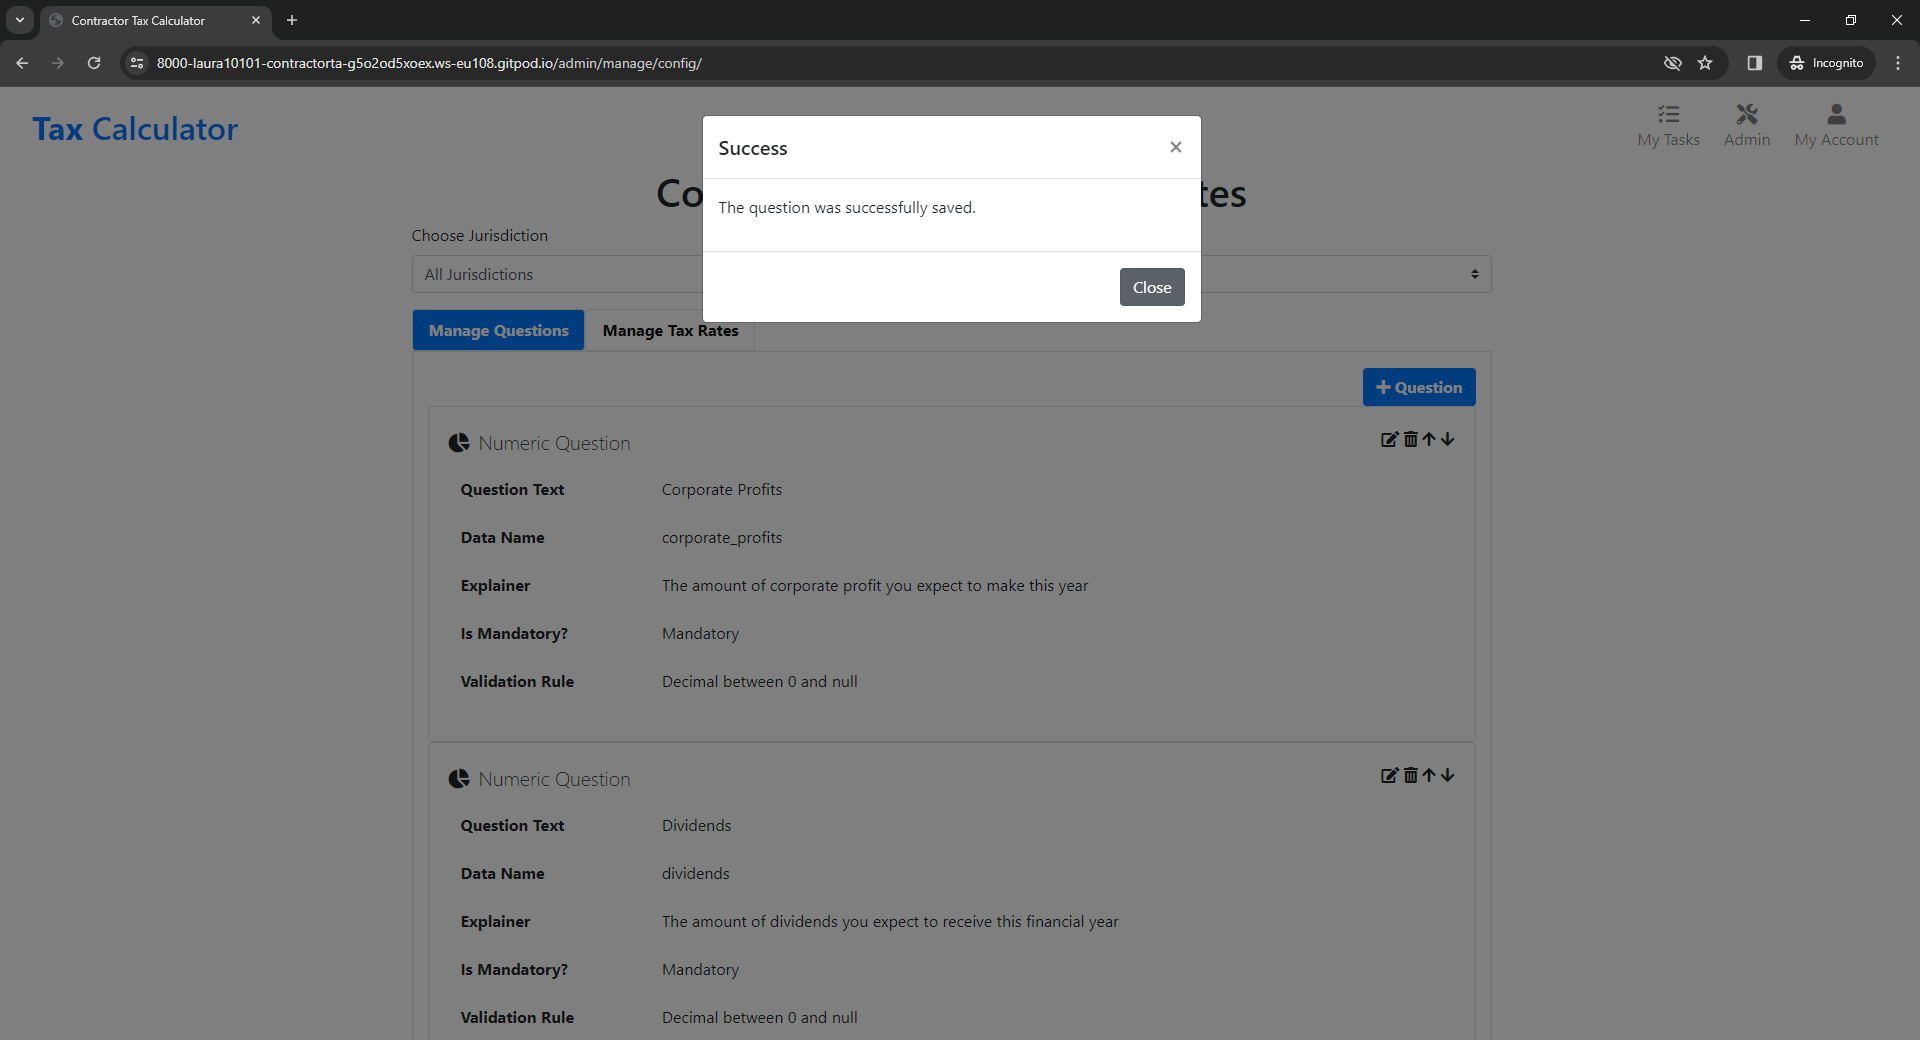 Contractor Tax Calculator
8000-laura10101-contractorta-g5o2od5xoex.ws-eu108.gitpod.io/admin/manage/config/
Incognito
Tax Calculator
My Tasks
Admin
My Account
Success
The question was successfully saved.
Close
Choose Jurisdiction
All Jurisdictions
Manage Questions
Manage Tax Rates
Question
Numeric Question
Question Text
Corporate Profits
Data Name
corporate_profits
Explainer
The amount of corporate profit you expect to make this year
Is Mandatory?
Mandatory
Validation Rule
Decimal between 0 and null
Numeric Question
Question Text
Dividends
Data Name
dividends
Explainer
The amount of dividends you expect to receive this financial year
Is Mandatory?
Mandatory
Validation Rule
Decimal between 0 and null